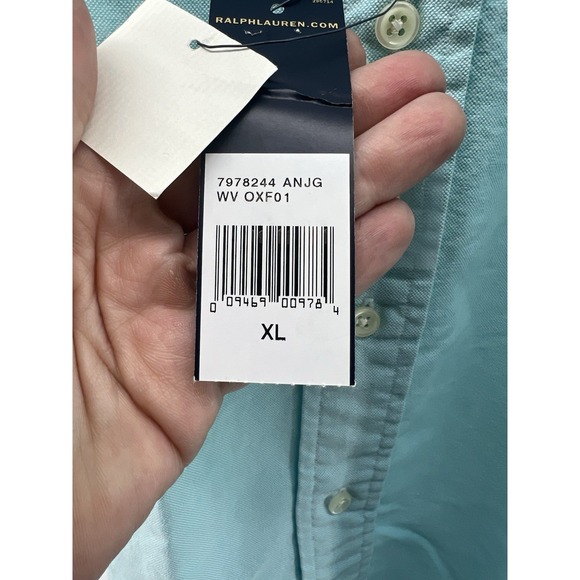 RALPHLAUREN.COM
7978244 ANJG
WV OXF01
0 09469 00978 4
XL